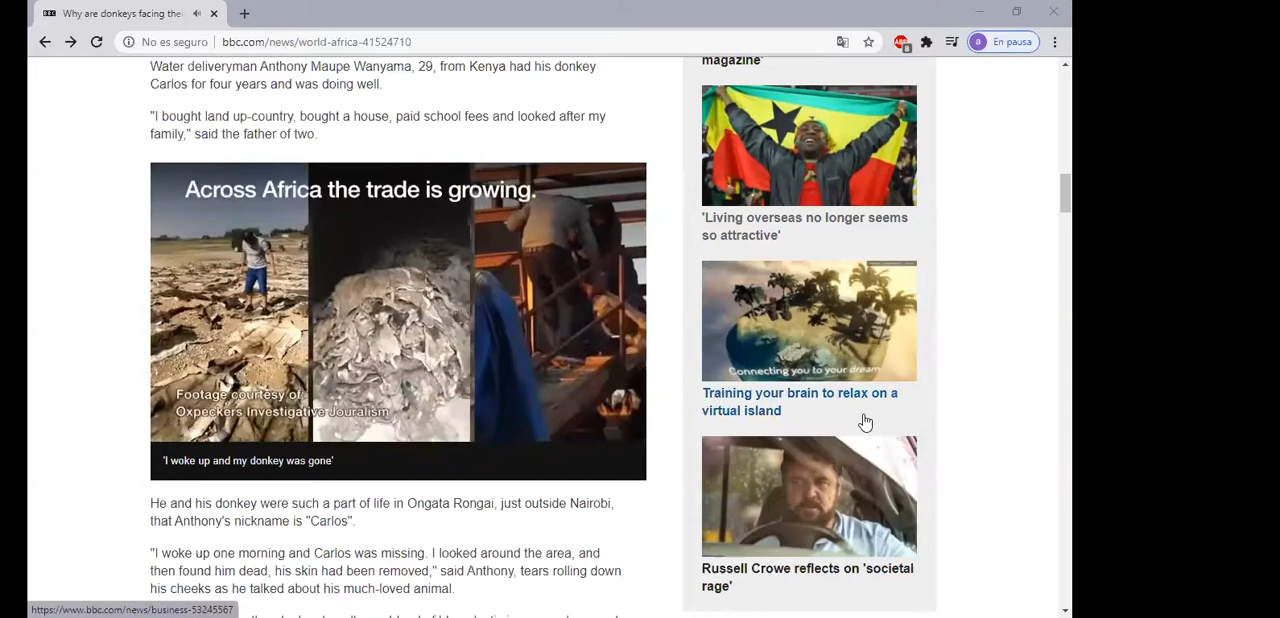 Why are donkeys facing thei
No es seguro
bbc.com/news/world-africa-41524710
8
a
En pausa
Water deliveryman Anthony Maupe Wanyama, 29, from Kenya had his donkey
Carlos for four years and was doing well.
"I bought land up-country, bought a house, paid school fees and looked after my
family," said the father of two.
Across Africa the trade is growing.
Footage courtesy of:
Oxpeckers Investigative Jouralism
'I woke up and my donkey was gone'
He and his donkey were such a part of life in Ongata Rongai, just outside Nairobi,
that Anthony's nickname is "Carlos".
"I woke up one morning and Carlos was missing. I looked around the area, and
then found him dead, his skin had been removed," said Anthony, tears rolling down
his cheeks as he talked about his much-loved animal.
magazine'
'Living overseas no longer seems
so attractive'
Connecting you to your dream
Training your brain to relax on a
virtual island
Russell Crowe reflects on 'societal
rage'
https://www.bbc.com/news/business-53245567